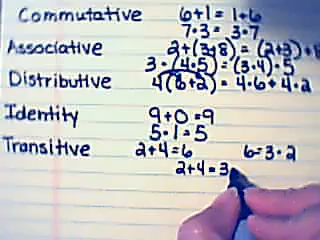 Commutative 6+1 = 1+6
7·3 = 3·7
Associative 2+(3+8) = (2+3)+8
3·(4·5) = (3·4)·5
Distributive 4(8+2) = 4·6+4·2
Identity 9+0=9
5·1=5
Transitive 2+4=6 6=3·2
2+4=3